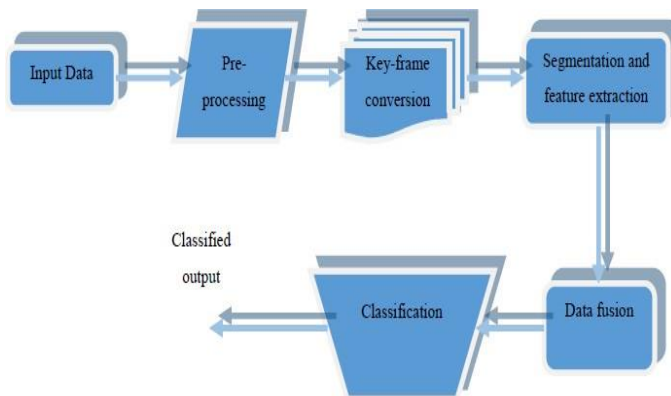 Input Data
Pre-
processing
Key-frame
conversion
Segmentation and
feature extraction
Data fusion
Classification
Classified
output